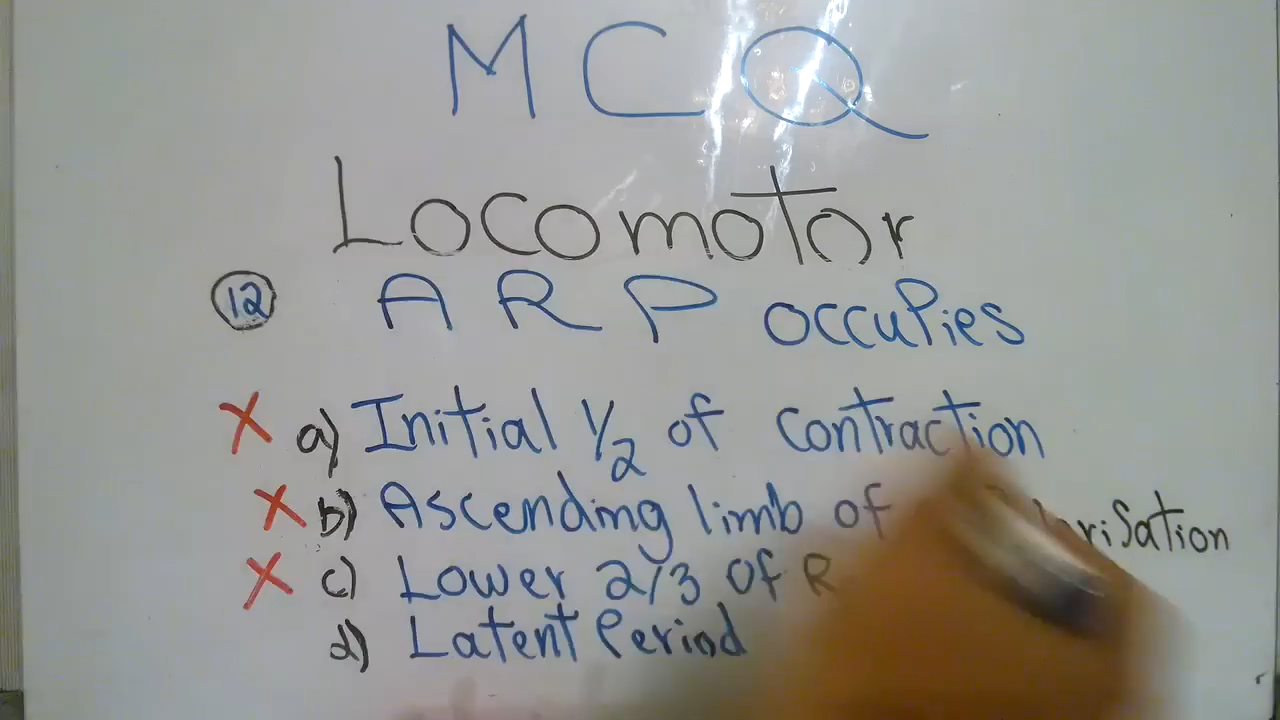 MCQ
Locomotor
12 ARP occupies
X a) Initial 1/2 of contraction
X b) Ascending limb of
X c) Lower 2/3 of R
d) Latent Period